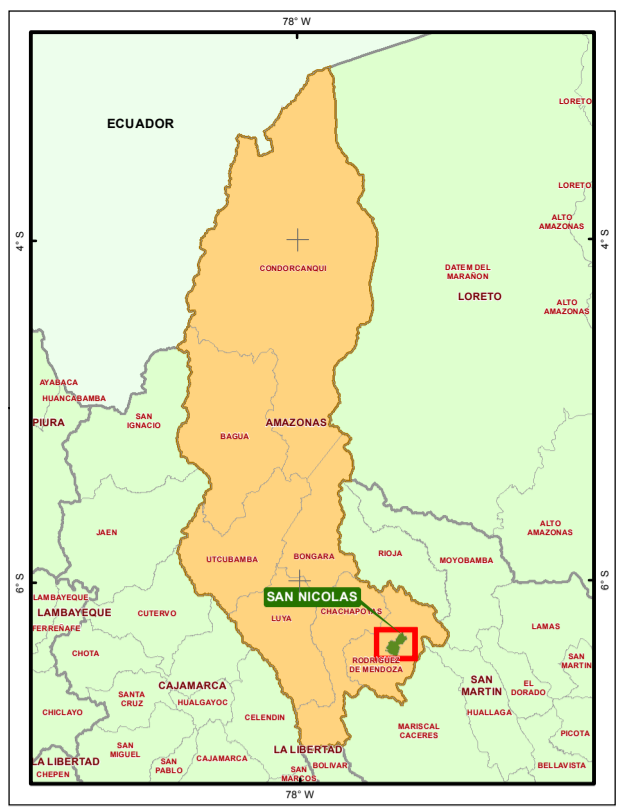 78° W
ECUADOR
LORETO
LORETO
ALTO
AMAZONAS
4° S
4° S
CONDORCANQUI
DATEM DEL
MARAÑON
LORETO
ALTO
AMAZONAS
AYABACA
HUANCABAMBA
PIURA
SAN
IGNACIO
AMAZONAS
BAGUA
JAEN
ALTO
AMAZONAS
UTCUBAMBA
BONGARA
RIOJA
MOYOBAMBA
6° S
6° S
SAN NICOLAS
LAMBAYEQUE
LAMBAYEQUE
FERREÑAFE
CUTERVO
LUYA
CHACHAPOYAS
LAMAS
CHOTA
RODRIGUEZ
DE MENDOZA
SAN
MARTIN
CAJAMARCA
SANTA
CRUZ
HUALGAYOC
SAN
MARTIN
EL
DORADO
CHICLAYO
CELENDIN
HUALLAGA
MARISCAL
CACERES
PICOTA
SAN
MIGUEL
LA LIBERTAD
LA LIBERTAD
CHEPEN
SAN
PABLO
CAJAMARCA
SAN
MARCOS
BOLIVAR
BELLAVISTA
78° W